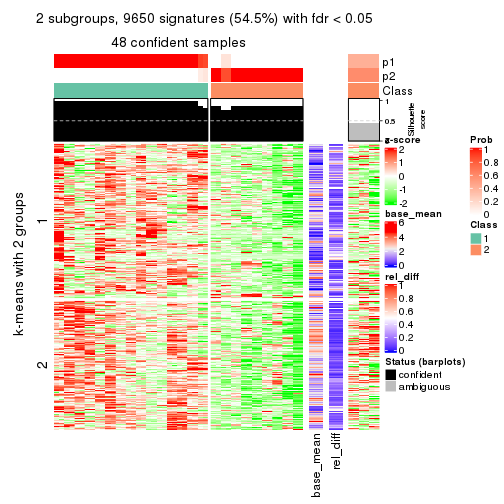 2 subgroups, 9650 signatures (54.5%) with fdr < 0.05
48 confident samples
p1
p2
Class
1
0.5
0
Silhouette
score
k-means with 2 groups
1
2
base_mean
rel_diff
z-score
2
1
0
-1
-2
base_mean
6
4
2
0
rel_diff
1
0.8
0.6
0.4
0.2
0
Status (barplots)
confident
ambiguous
Prob
1
0.8
0.6
0.4
0.2
0
Class
1
2